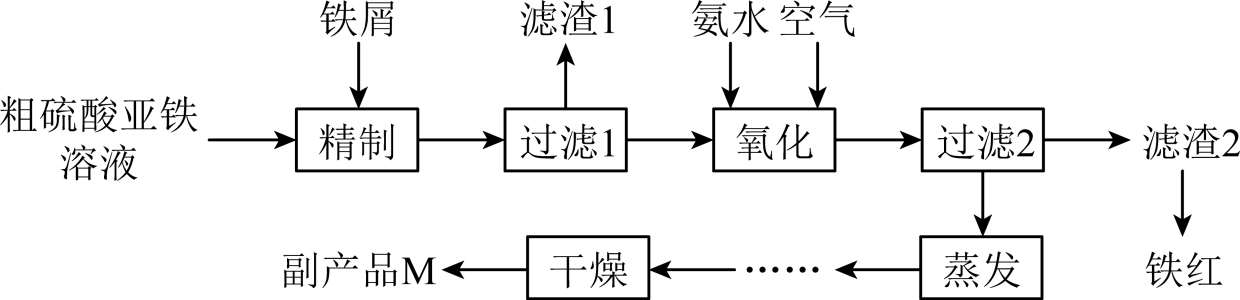 铁屑
滤渣1
氨水 空气
粗硫酸亚铁
溶液
精制
过滤1
氧化
过滤2
滤渣2
副产品M
干燥
……
蒸发
铁红